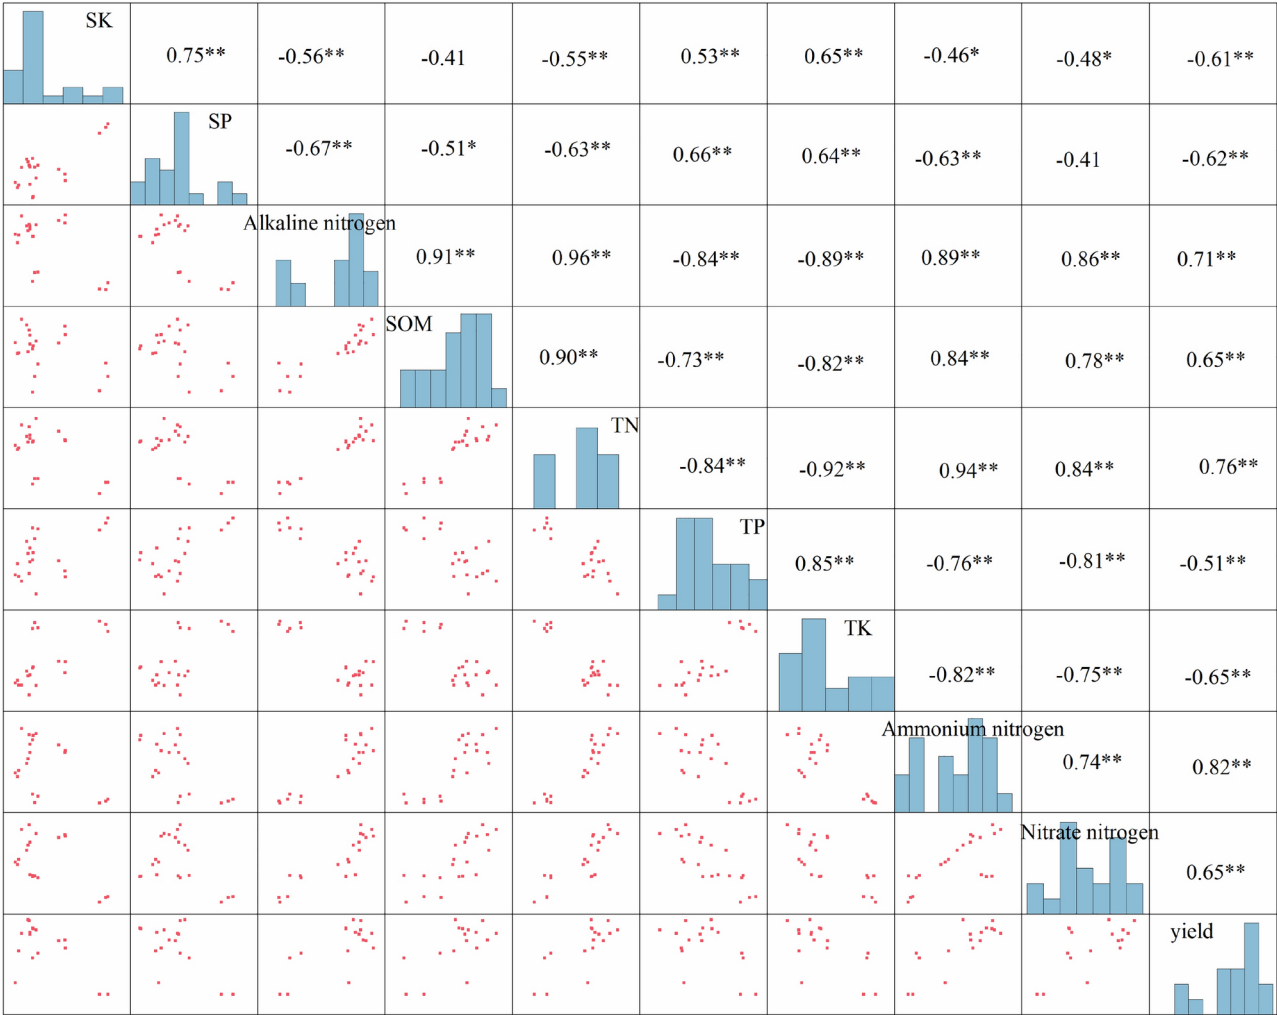 SK 0.75** -0.56** -0.41 -0.55** 0.53** 0.65** -0.46* -0.48* -0.61**
SP -0.67** -0.51* -0.63** 0.66** 0.64** -0.63** -0.41 -0.62**
Alkaline nitrogen 0.91** 0.96** -0.84** -0.89** 0.89** 0.86** 0.71**
SOM 0.90** -0.73** -0.82** 0.84** 0.78** 0.65**
TN -0.84** -0.92** 0.94** 0.84** 0.76**
TP 0.85** -0.76** -0.81** -0.51**
TK -0.82** -0.75** -0.65**
Ammonium nitrogen 0.74** 0.82**
Nitrate nitrogen 0.65**
yield